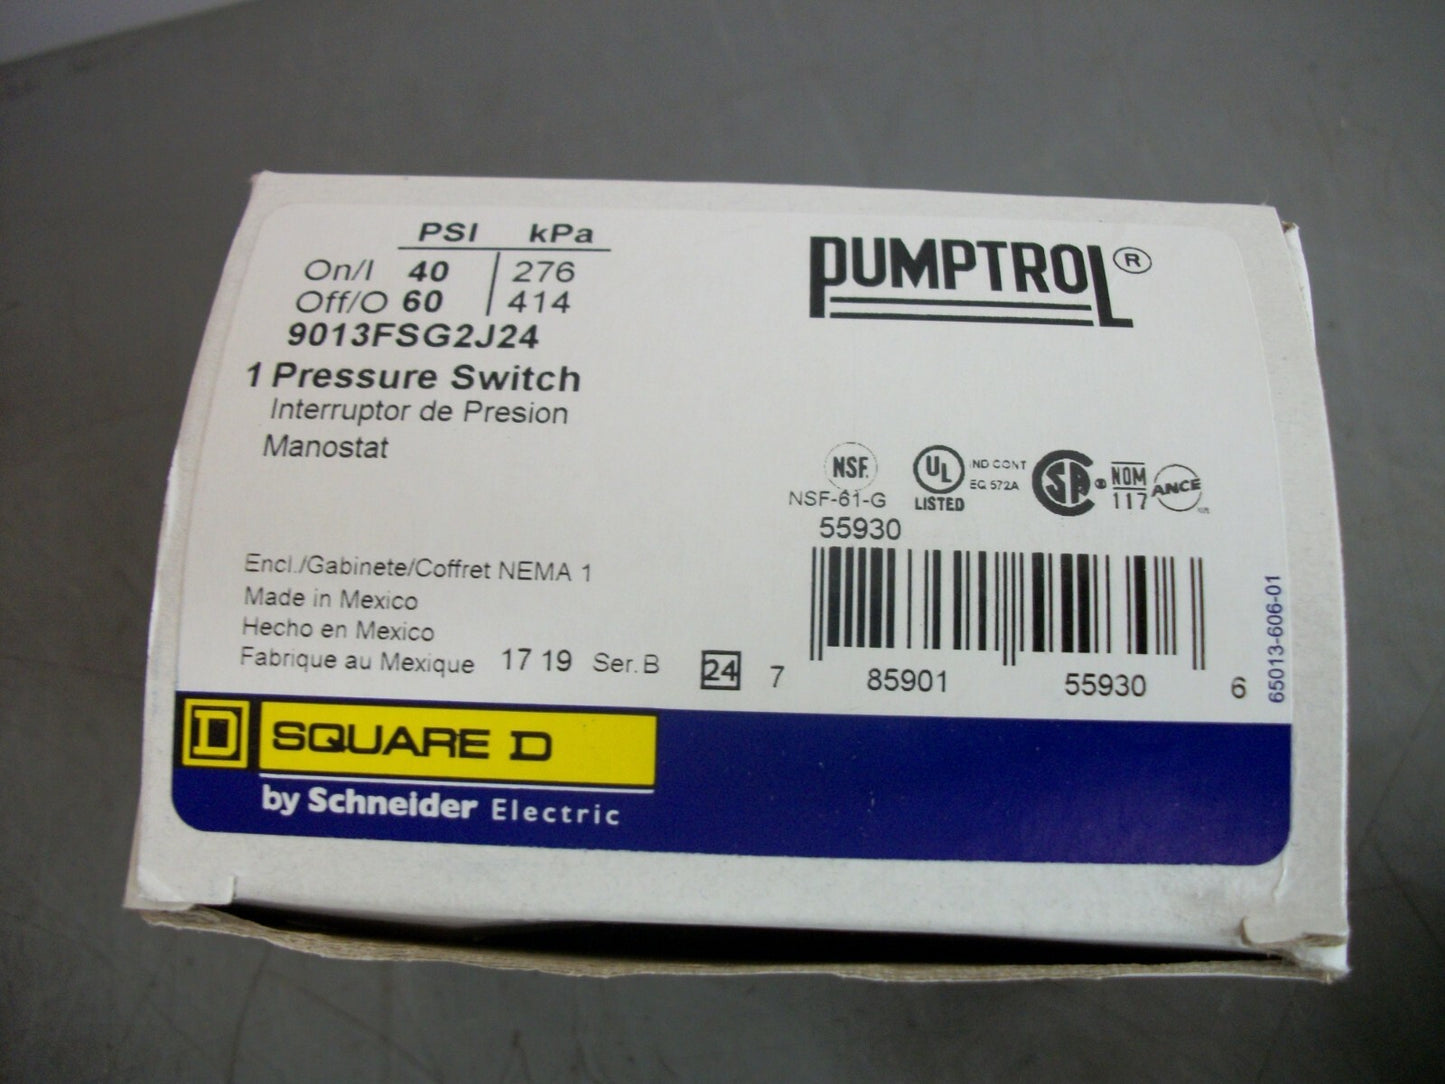 PSI kPa
On/I 40 276
Off/O 60 414
9013FSG2J24
1 Pressure Switch
Interruptor de Presion
Manostat
PUMPTROL®
NSF.
NSF-61-G
UL
LISTED
IND CONT
EQ 572A
SA ®
NOM
117
ANCE
55930
Encl./Gabinete/Coffret NEMA 1
Made in Mexico
Hecho en Mexico
Fabrique au Mexique 17 19 Ser. B
24
7 85901 55930 6
65013-606-01
D SQUARE D
by Schneider Electric